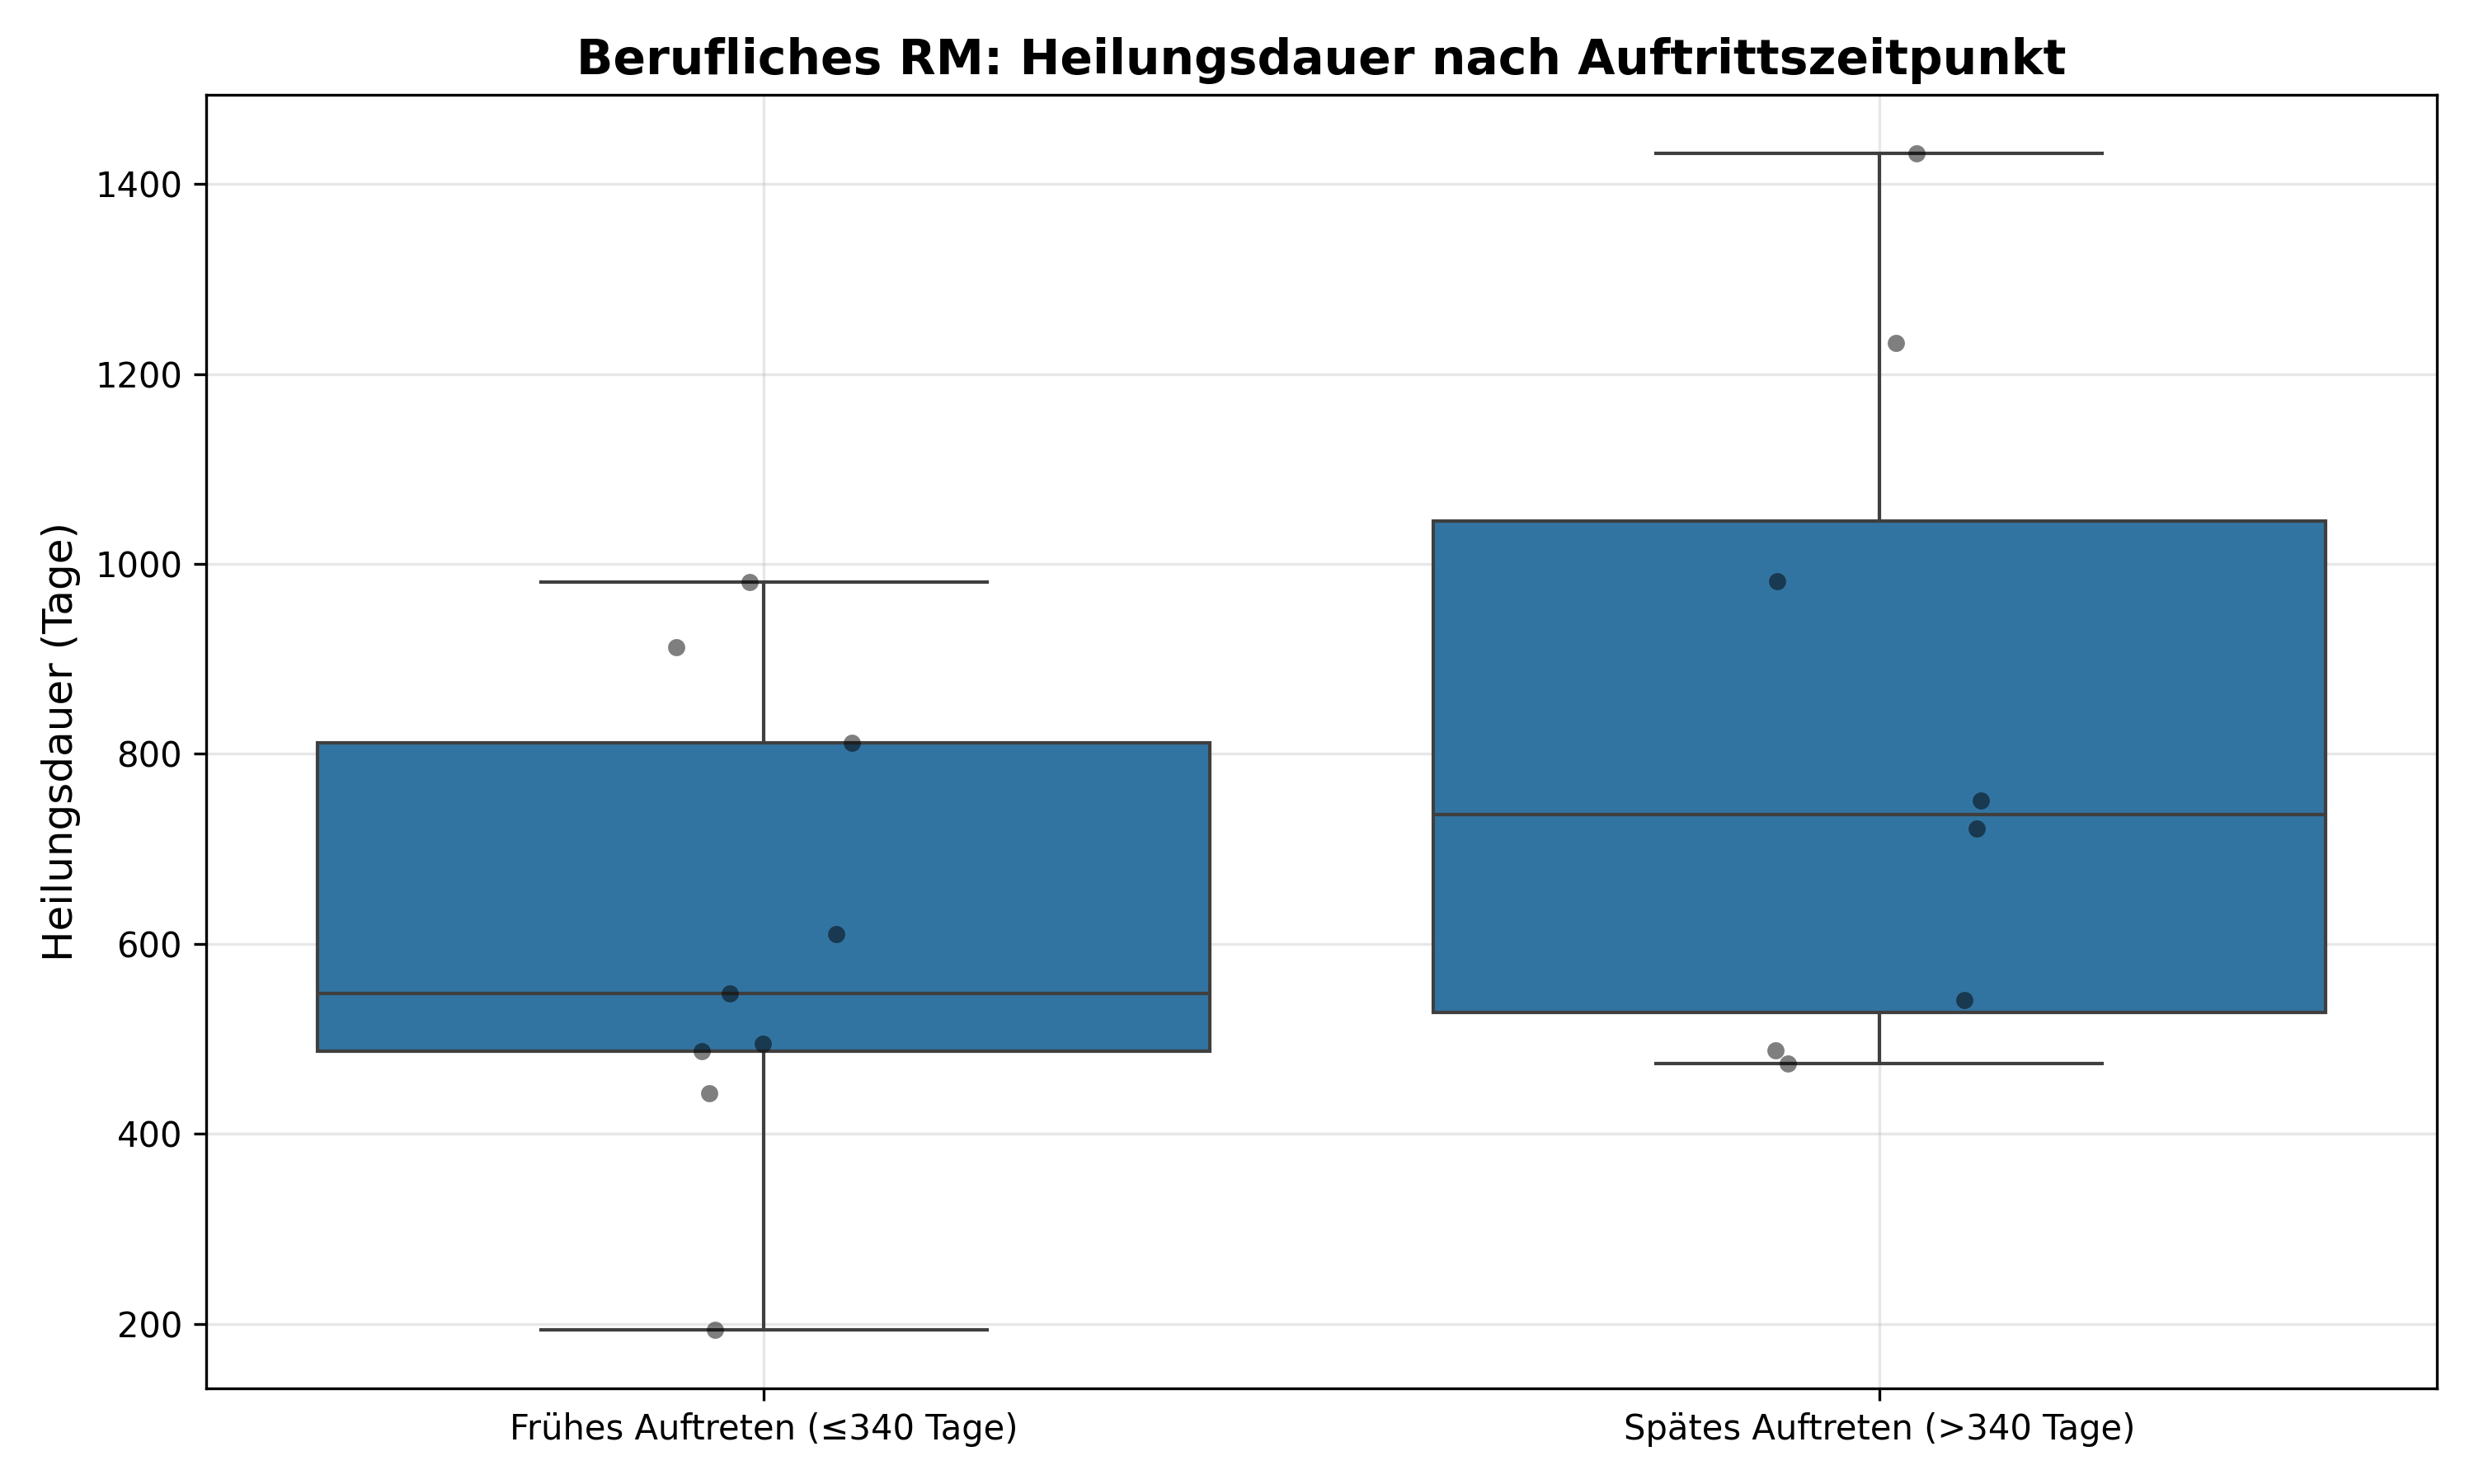 Berufliches RM: Heilungsdauer nach Auftrittszeitpunkt
Heilungsdauer (Tage)
1400
1200
1000
800
600
400
200
Frühes Auftreten (≤340 Tage)
Spätes Auftreten (>340 Tage)